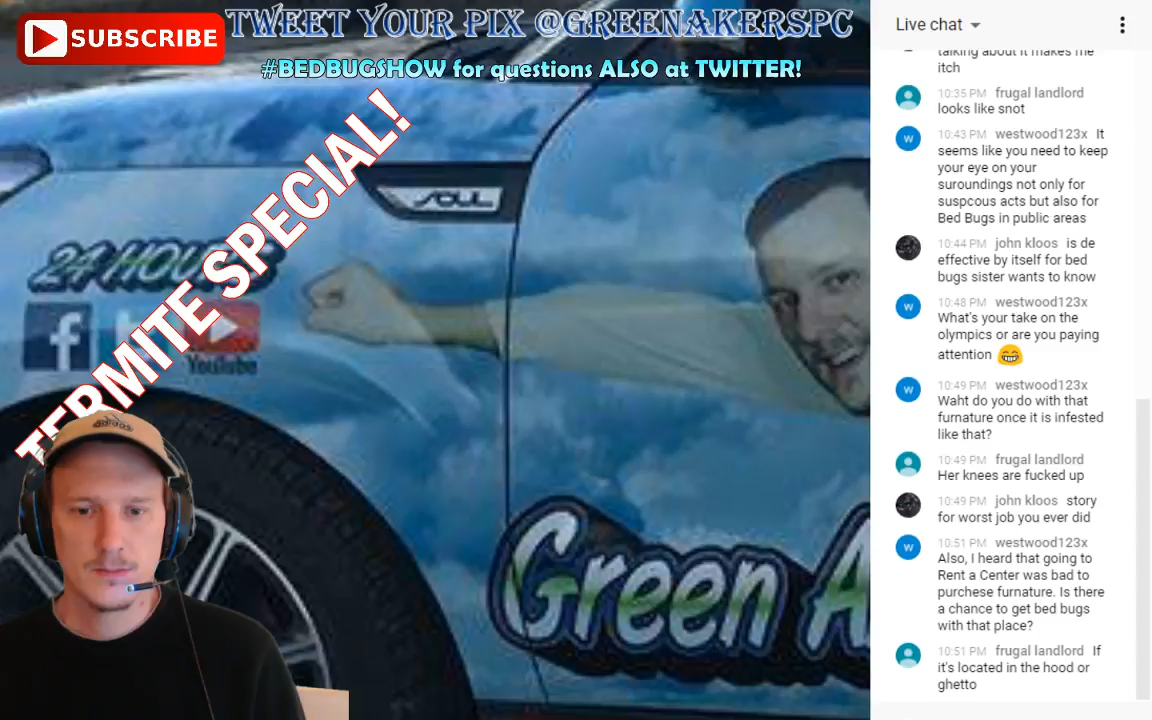 SUBSCRIBE
TWEET YOUR PIX @GREENAKERSPC
#BEDBUGSHOW for questions ALSO at TWITTER!
TERMITE SPECIAL!
SOUL
24 HOURS
f
Youtube
Green A
Live chat
talking about it makes me
itch
10:35 PM frugal landlord
looks like snot
W
10:43 PM westwood123x It
seems like you need to keep
your eye on your
suroundings not only for
suspcous acts but also for
Bed Bugs in public areas
10:44 PM john kloos is de
effective by itself for bed
bugs sister wants to know
W
10:48 PM westwood123x
What's your take on the
olympics or are you paying
attention 😁
W
10:49 PM westwood123x
Waht do you do with that
furnature once it is infested
like that?
10:49 PM frugal landlord
Her knees are fucked up
10:49 PM john kloos story
for worst job you ever did
W
10:51 PM westwood123x
Also, I heard that going to
Rent a Center was bad to
purchese furnature. Is there
a chance to get bed bugs
with that place?
10:51 PM frugal landlord If
it's located in the hood or
ghetto